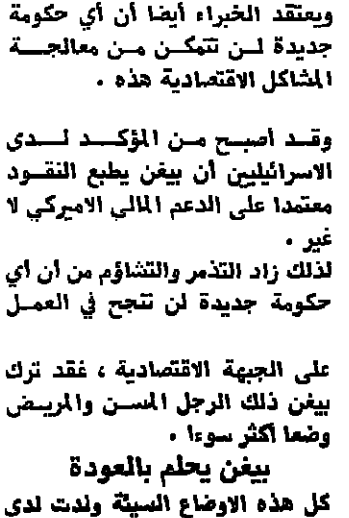 ويعتقد الخبراء أيضا أن أي حكومة
جديدة لن تتمكن من معالجة
المشاكل الاقتصادية هذه .
وقد أصبح من المؤكد لدى
الاسرائيليين أن بيغن يطبع النقود
معتمدا على الدعم المالي الاميركي لا
غير .
لذلك زاد التذمر والتشاؤم من أن أي
حكومة جديدة لن تنجح في العمل
على الجبهة الاقتصادية ، فقد ترك
بيغن ذلك الرجل المسن والمريض
وضعا أكثر سوءا .
بيغن يحلم بالعودة
كل هذه الاوضاع السيئة ولدت لدى